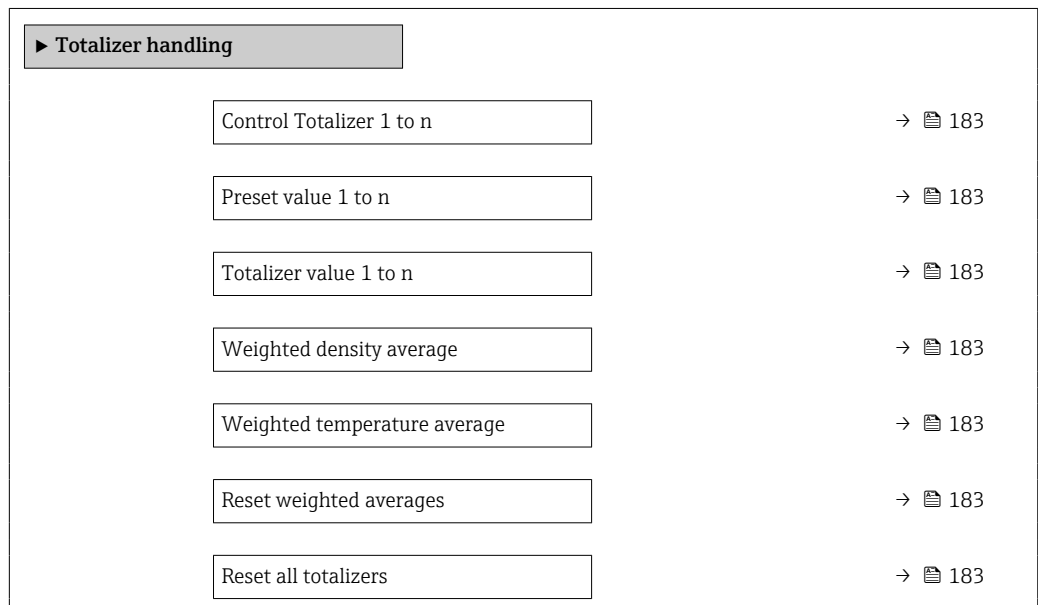 ▶ Totalizer handling
Control Totalizer 1 to n → 183
Preset value 1 to n → 183
Totalizer value 1 to n → 183
Weighted density average → 183
Weighted temperature average → 183
Reset weighted averages → 183
Reset all totalizers → 183